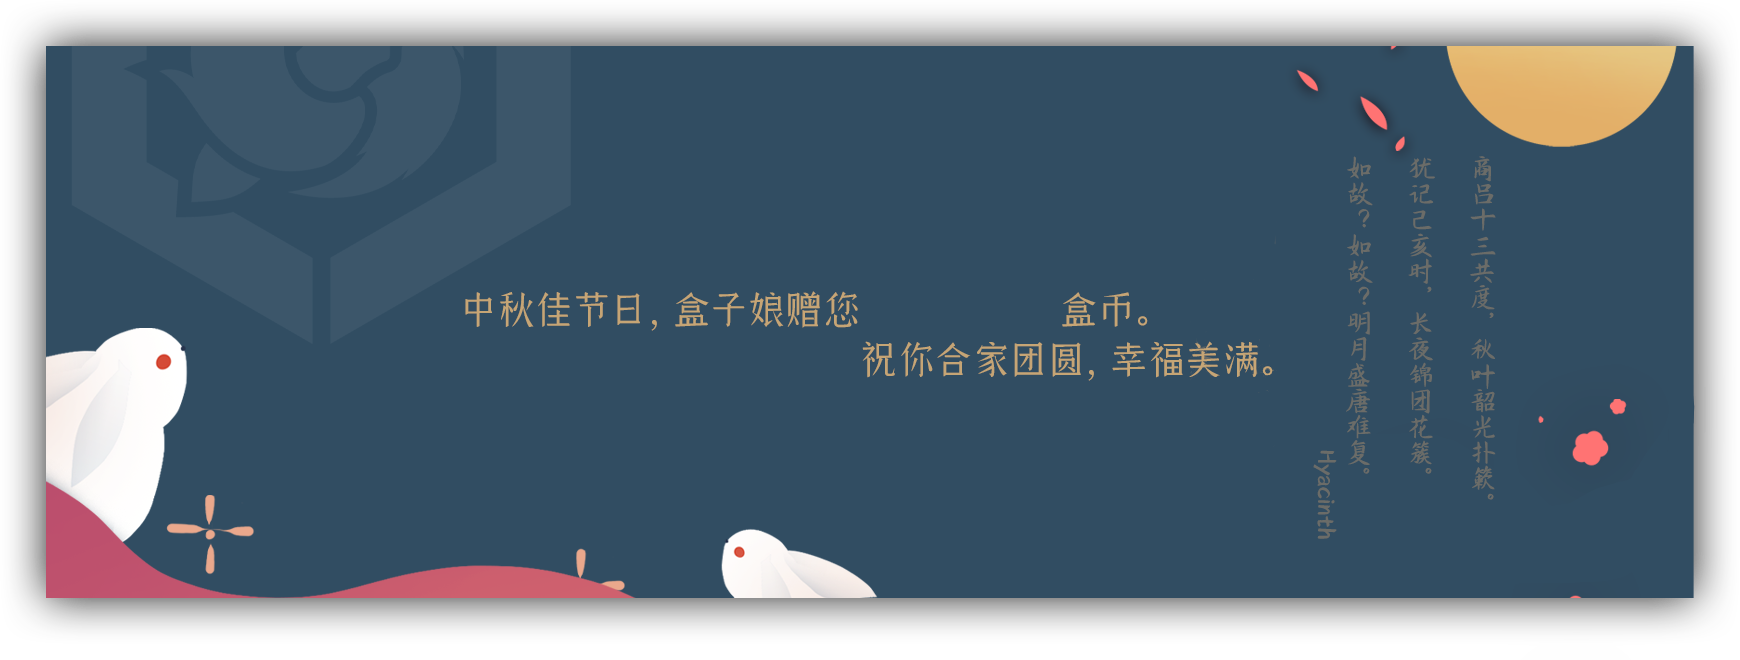 中秋佳节日，盒子娘赠您 盒币。
祝你合家团圆，幸福美满。
商吕十三共度，秋叶韶光扑簌。
犹记己亥时，长夜锦团花簇。
如故？如故？明月盛唐难复。
Hyacinth